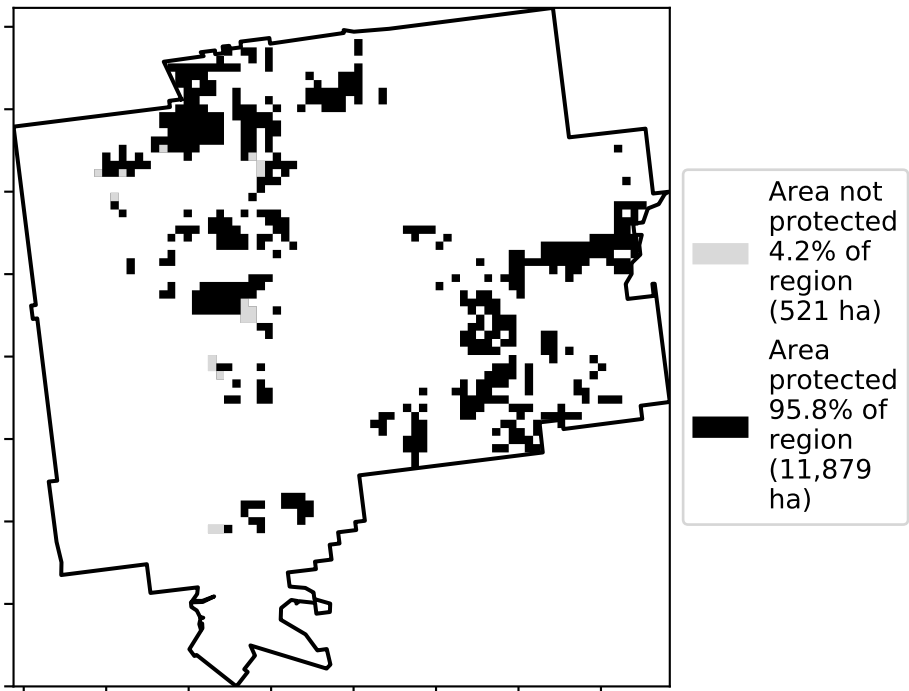 Area not
protected
4.2% of
region
(521 ha)
Area
protected
95.8% of
region
(11,879
ha)